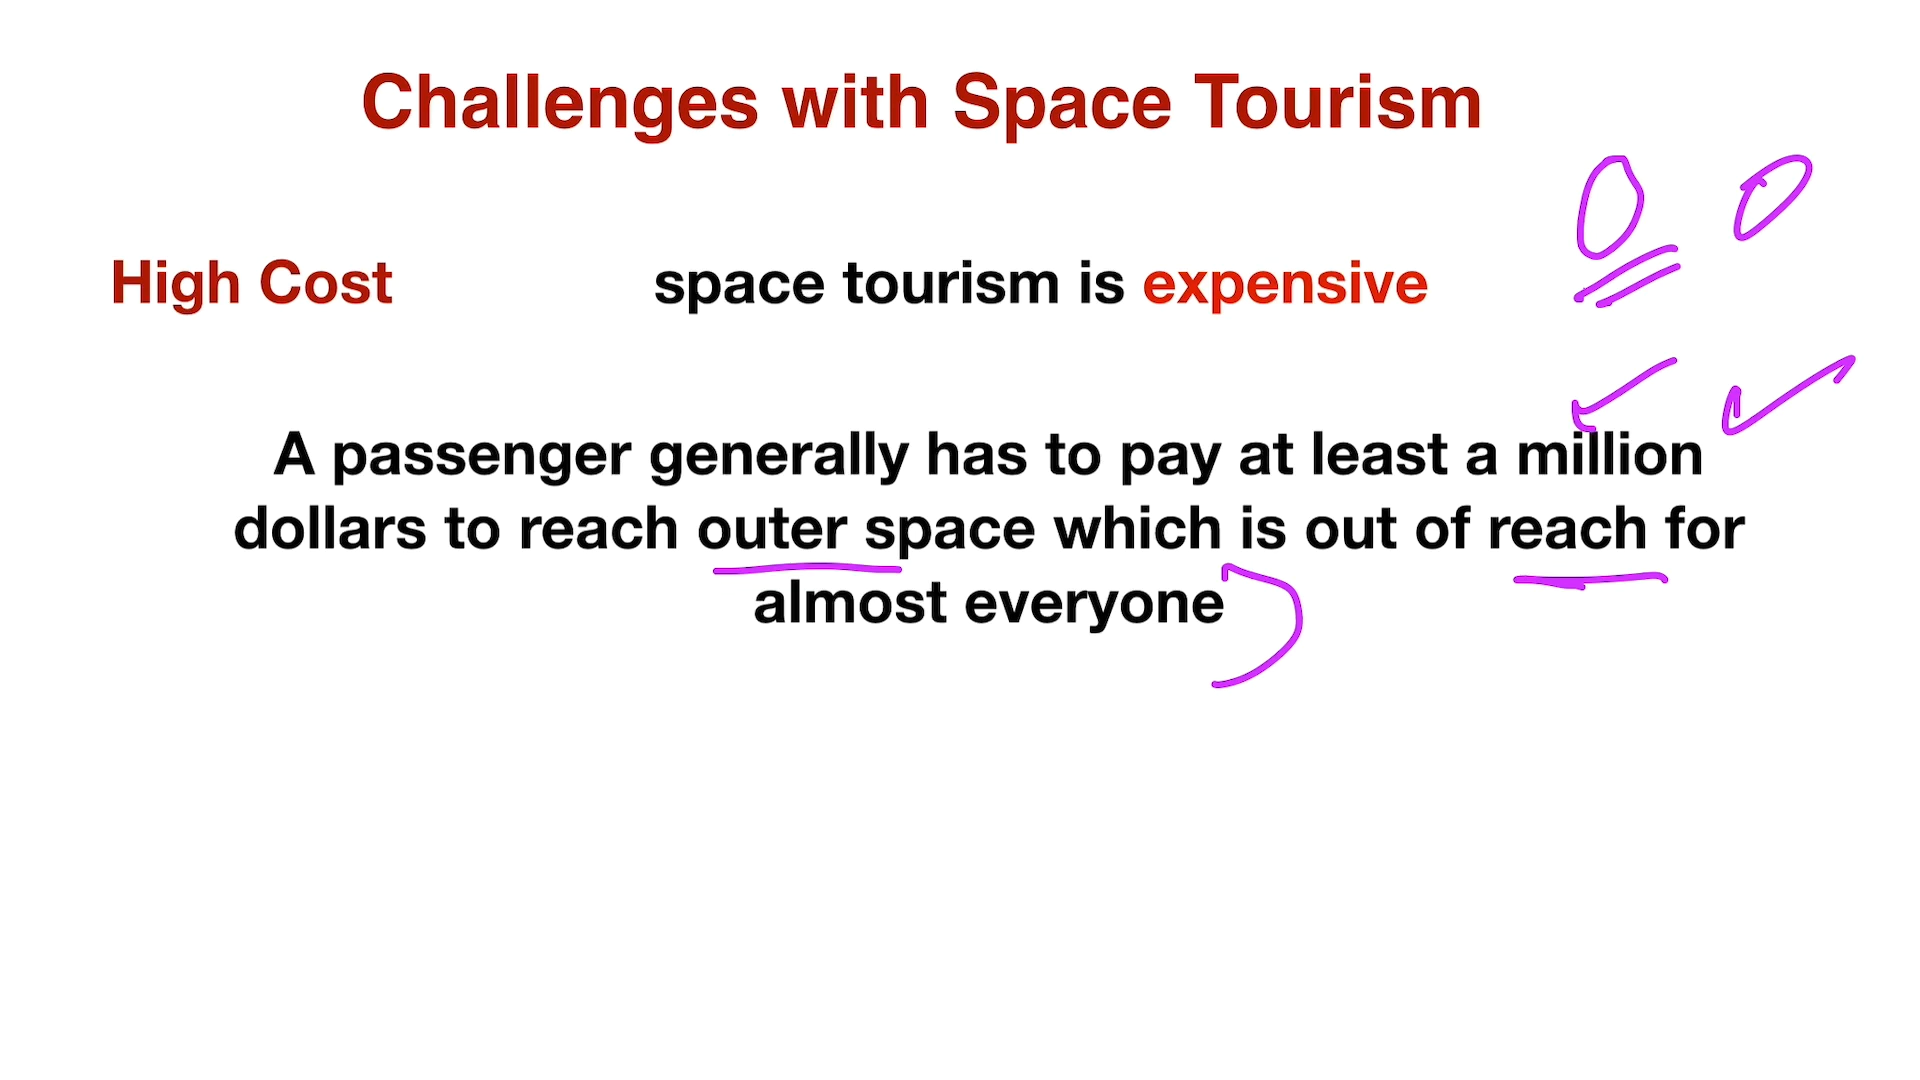 Challenges with Space Tourism
High Cost
space tourism is expensive
A passenger generally has to pay at least a million
dollars to reach outer space which is out of reach for
almost everyone